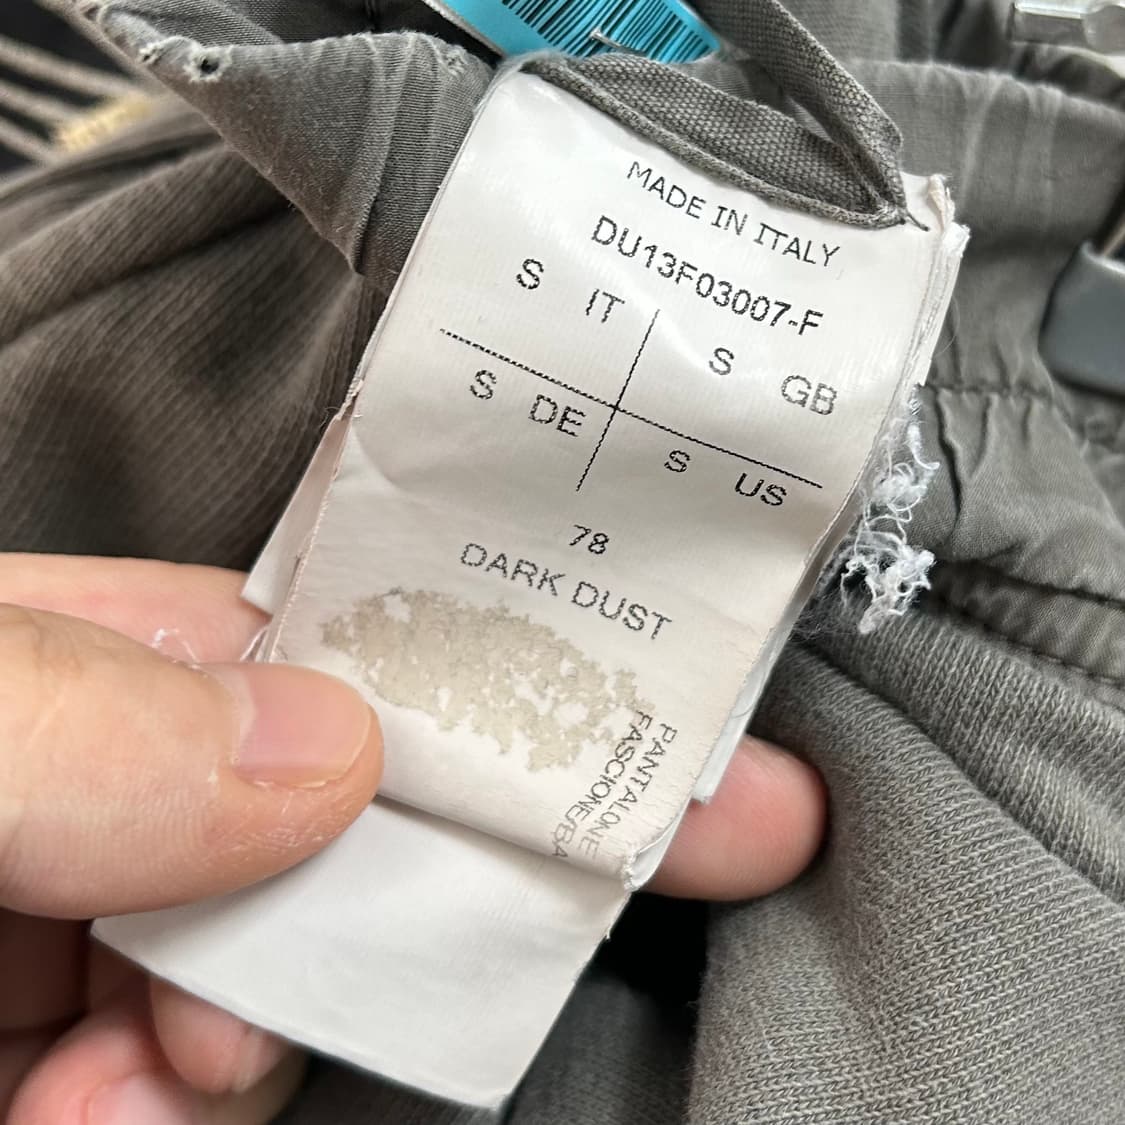 MADE IN ITALY
DU13F03007-F
S IT
S GB
S DE
S US
78
DARK DUST
PANTALONE
FASCIONE/BA